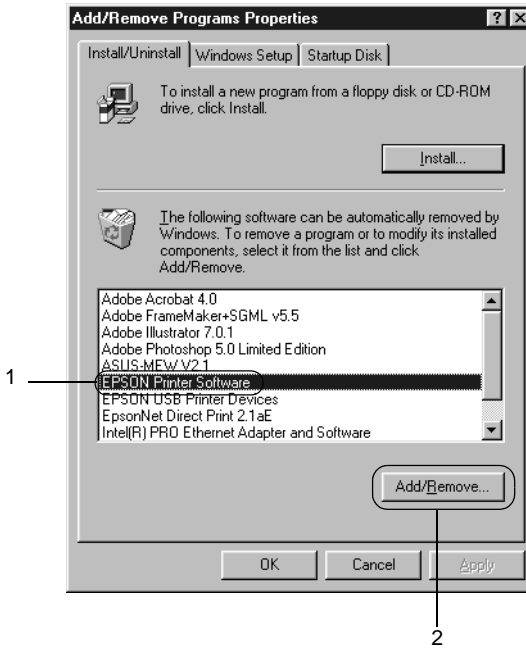 Add/Remove Programs Properties
Install/Uninstall Windows Setup Startup Disk
To install a new program from a floppy disk or CD-ROM
drive, click Install.
Install...
The following software can be automatically removed by
Windows. To remove a program or to modify its installed
components, select it from the list and click
Add/Remove.
Adobe Acrobat 4.0
Adobe FrameMaker+SGML v5.5
Adobe Illustrator 7.0.1
Adobe Photoshop 5.0 Limited Edition
ASUS-MEW V2.1
1
EPSON Printer Software
EPSON USB Printer Devices
EpsonNet Direct Print 2.1aE
Intel(R) PRO Ethernet Adapter and Software
Add/Remove...
OK Cancel Apply
2